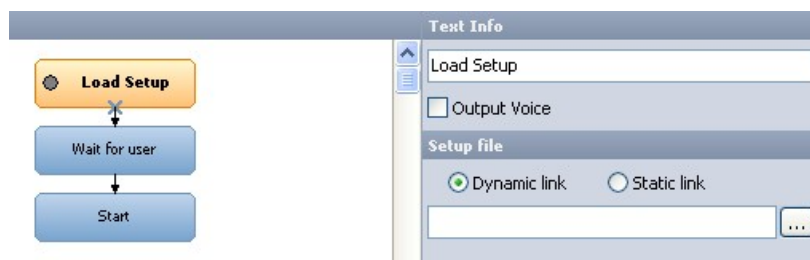 Load Setup
Wait for user
Start
Text Info
Load Setup
Output Voice
Setup file
Dynamic link
Static link
...